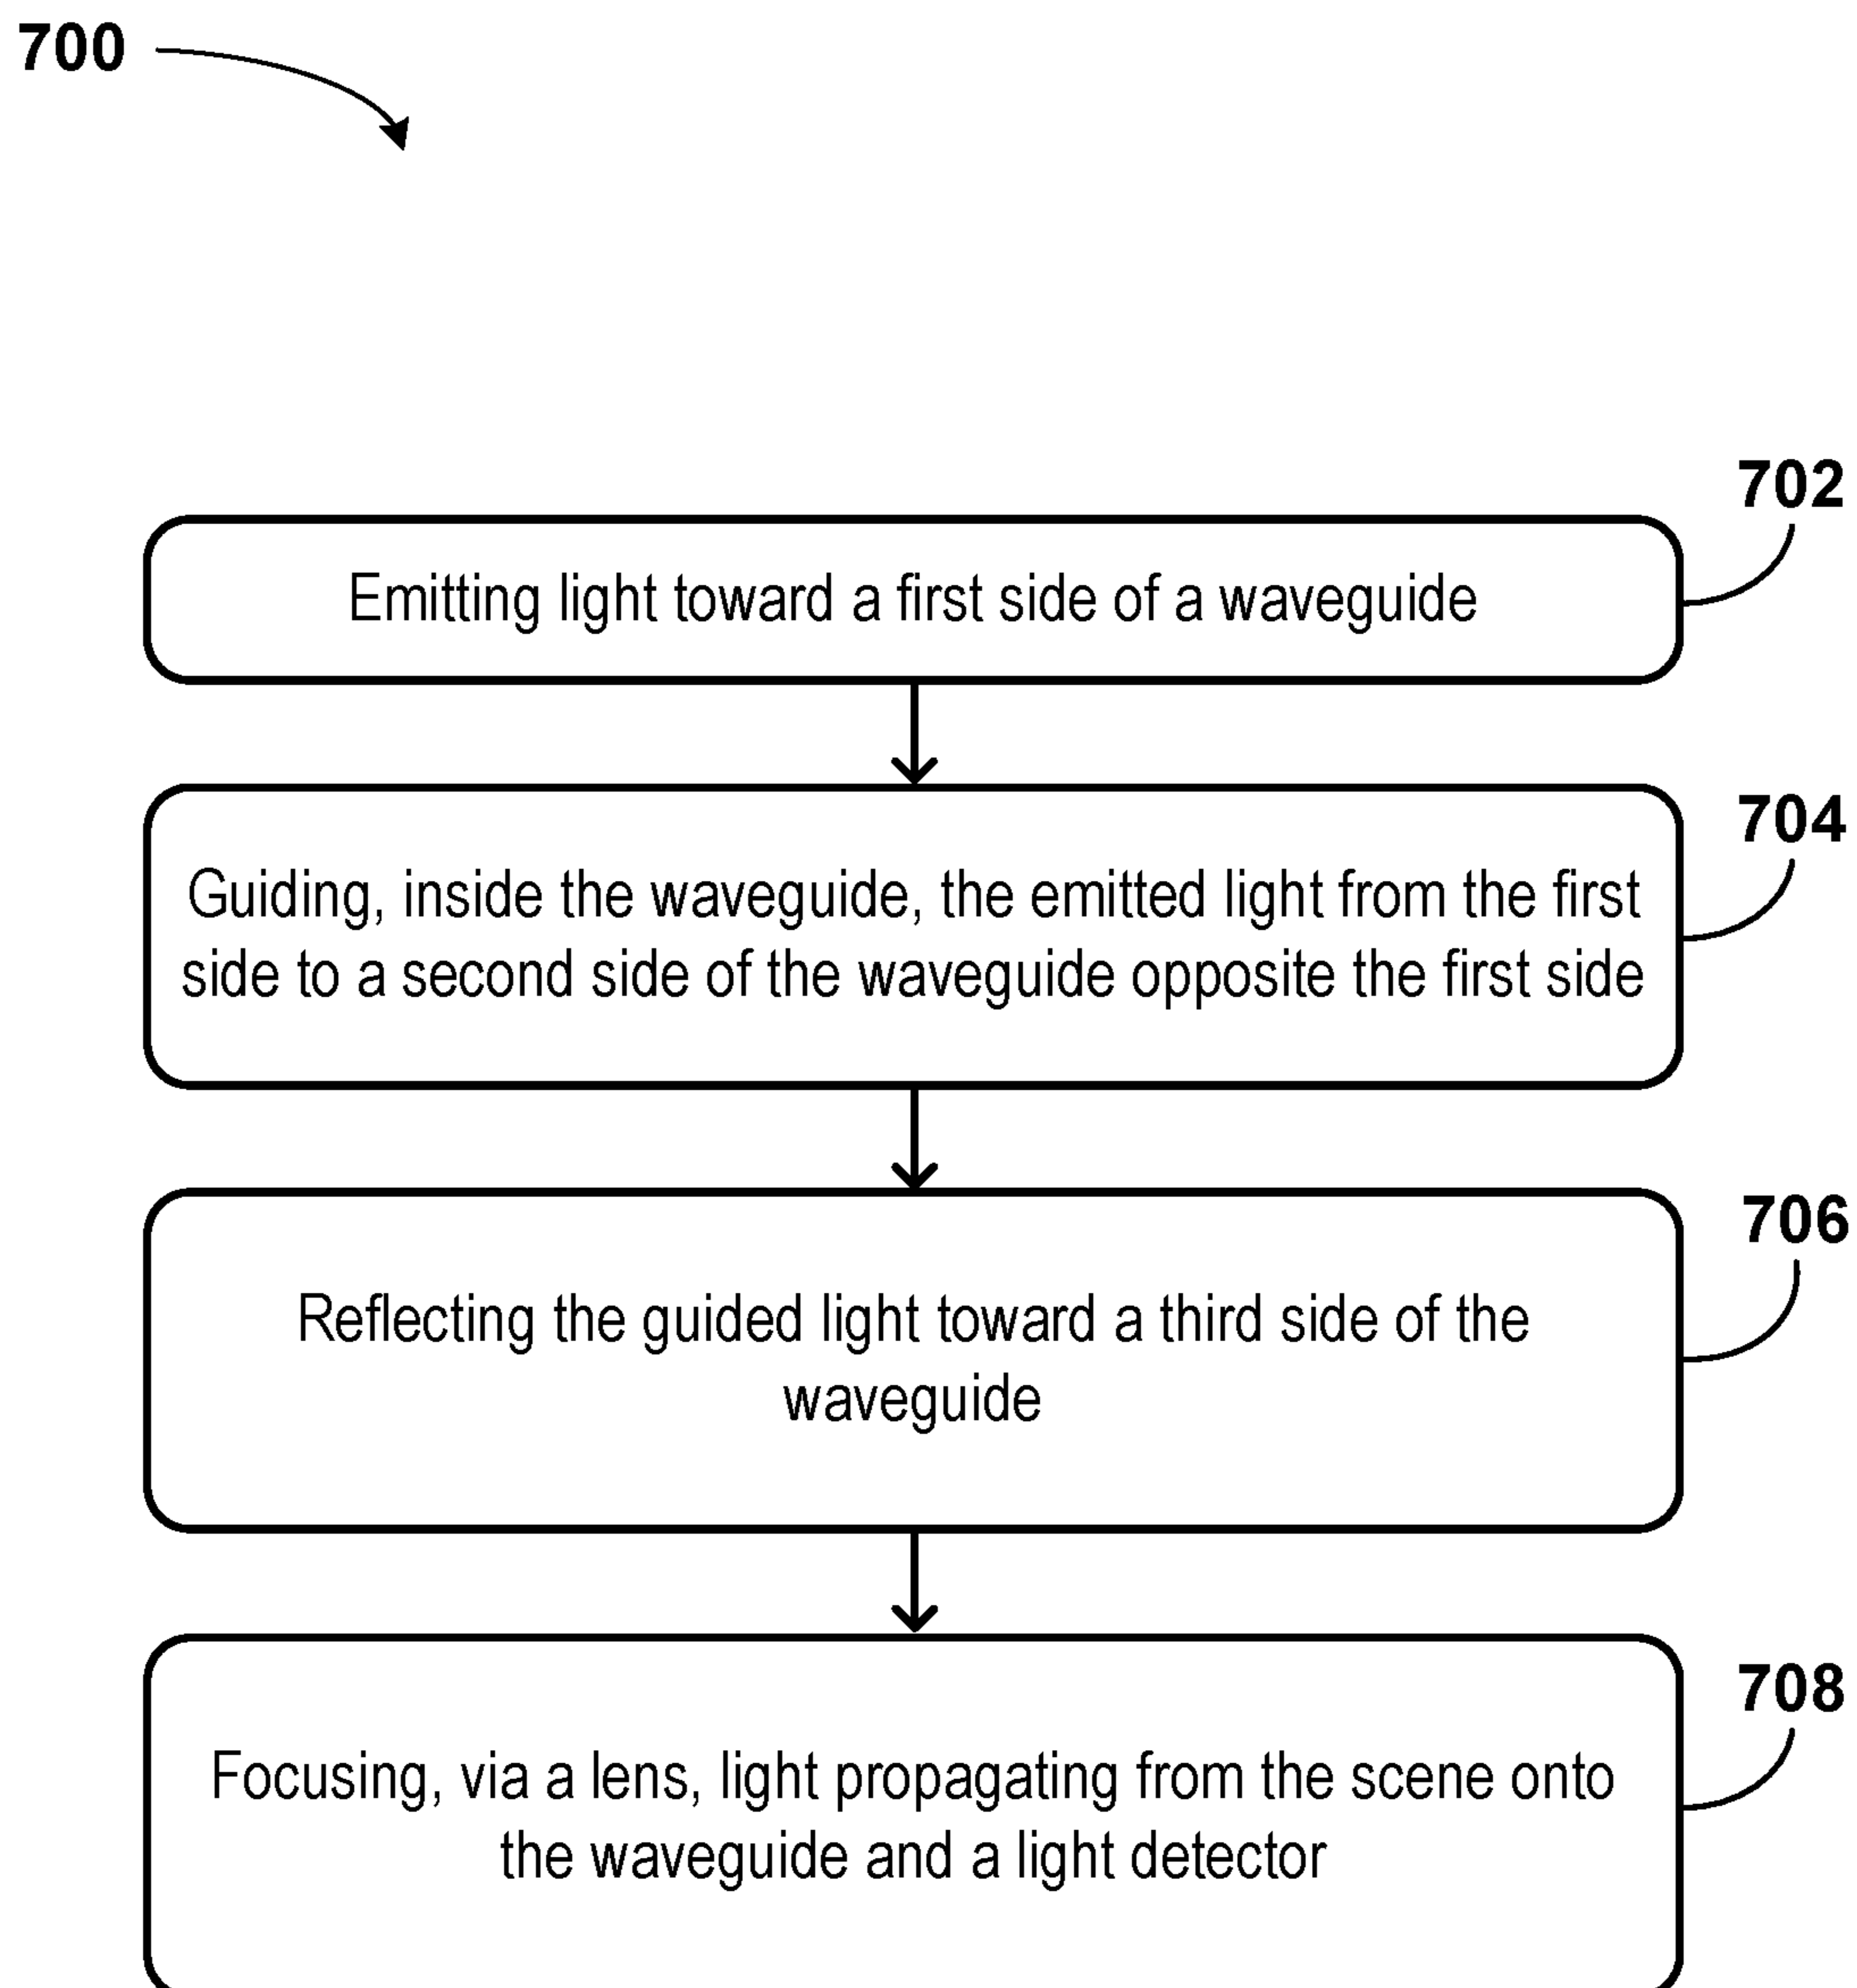 700
702
Emitting light toward a first side of a waveguide
704
Guiding, inside the waveguide, the emitted light from the first
side to a second side of the waveguide opposite the first side
706
Reflecting the guided light toward a third side of the
waveguide
708
Focusing, via a lens, light propagating from the scene onto
the waveguide and a light detector